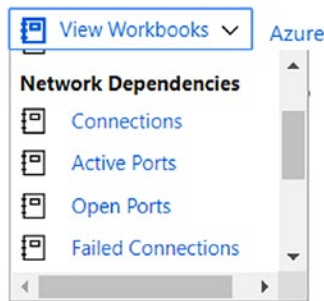 View Workbooks
Azure
Network Dependencies
Connections
Active Ports
Open Ports
Failed Connections